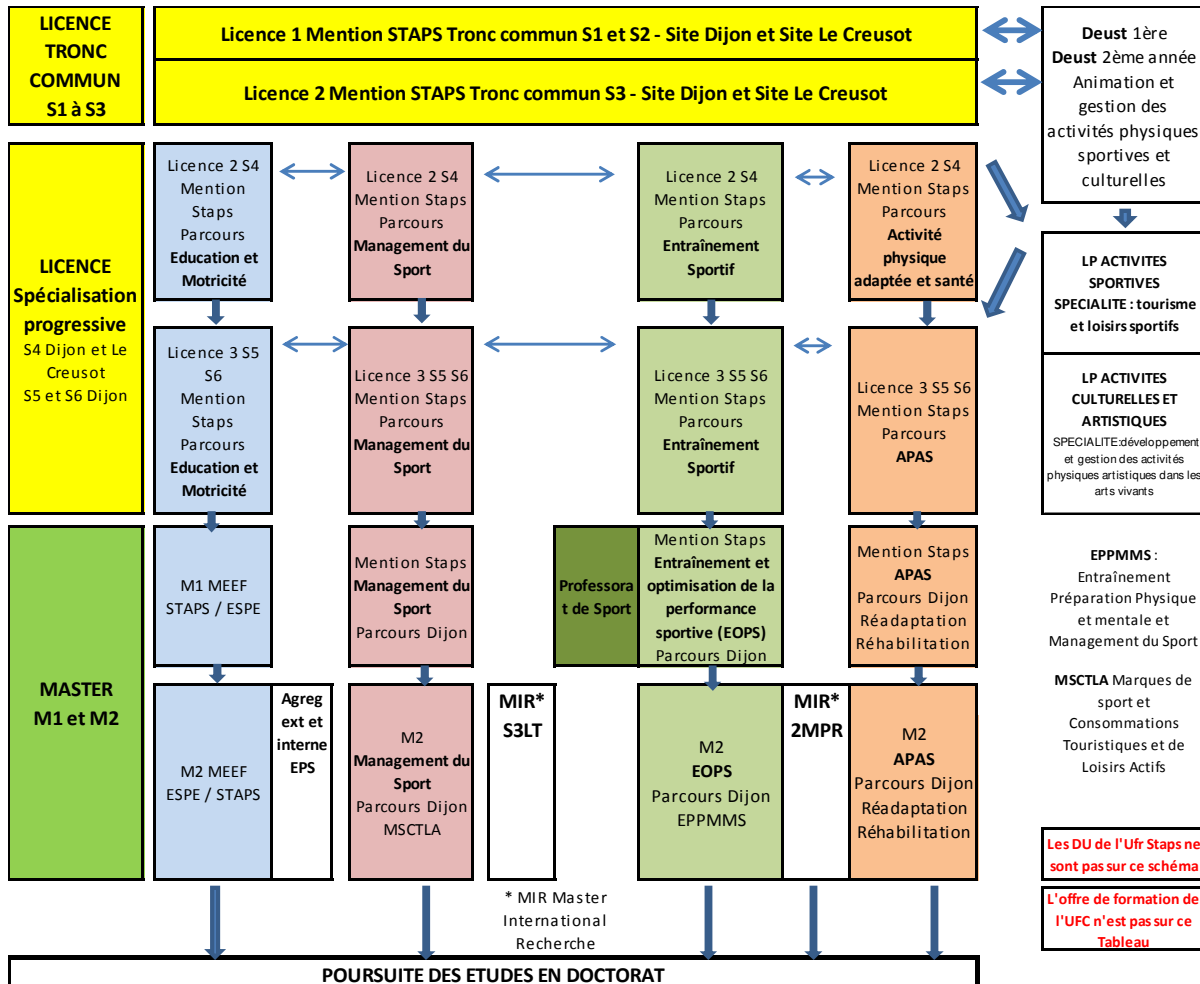 LICENCE
TRONC
COMMUN
S1 à S3
Licence 1 Mention STAPS Tronc commun S1 et S2 - Site Dijon et Site Le Creusot
Licence 2 Mention STAPS Tronc commun S3 - Site Dijon et Site Le Creusot
Deust 1ère
Deust 2ème année
Animation et
gestion des
activités physiques
sportives et
culturelles
LICENCE
Spécialisation
progressive
S4 Dijon et Le
Creusot
S5 et S6 Dijon
Licence 2 S4
Mention
Staps
Parcours
Education et
Motricité
Licence 2 S4
Mention Staps
Parcours
Management du
Sport
Licence 2 S4
Mention Staps
Parcours
Entraînement
Sportif
Licence 2 S4
Mention Staps
Parcours
Activité
physique
adaptée et santé
LP ACTIVITES
SPORTIVES
SPECIALITE : tourisme
et loisirs sportifs
Licence 3 S5
S6
Mention
Staps
Parcours
Education et
Motricité
Licence 3 S5 S6
Mention Staps
Parcours
Management du
Sport
Licence 3 S5 S6
Mention Staps
Parcours
Entraînement
Sportif
Licence 3 S5 S6
Mention Staps
Parcours
APAS
LP ACTIVITES
CULTURELLES ET
ARTISTIQUES
SPECIALITE:développement
et gestion des activités
physiques artistiques dans les
arts vivants
MASTER
M1 et M2
M1 MEEF
STAPS / ESPE
Mention Staps
Management du
Sport
Parcours Dijon
Professora
t de Sport
Mention Staps
Entraînement et
optimisation de la
performance
sportive (EOPS)
Parcours Dijon
Mention Staps
APAS
Parcours Dijon
Réadaptation
Réhabilitation
EPPMMS :
Entraînement
Préparation Physique
et mentale et
Management du Sport
MSCTLA Marques de
sport et
Consommations
Touristiques et de
Loisirs Actifs
M2 MEEF
ESPE / STAPS
Agreg
ext et
interne
EPS
M2
Management du
Sport
Parcours Dijon
MSCTLA
MIR*
S3LT
M2
EOPS
Parcours Dijon
EPPMMS
MIR*
2MPR
M2
APAS
Parcours Dijon
Réadaptation
Réhabilitation
Les DU de l'Ufr Staps ne
sont pas sur ce schéma
L'offre de formation de
l'UFC n'est pas sur ce
Tableau
* MIR Master
International
Recherche
POURSUITE DES ETUDES EN DOCTORAT